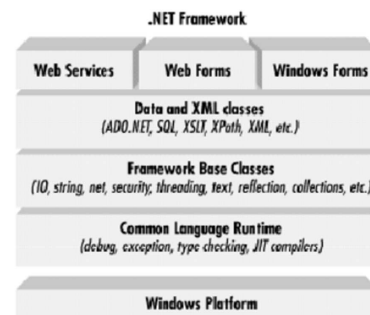 .NET Framework
Web Services Web Forms Windows Forms
Data and XML classes
(ADO.NET, SQL, XSLT, XPath, XML, etc.)
Framework Base Classes
(IO, string, net, security, threading, text, reflection, collections, etc.)
Common Language Runtime
(debug, exception, type checking, JIT compilers)
Windows Platform